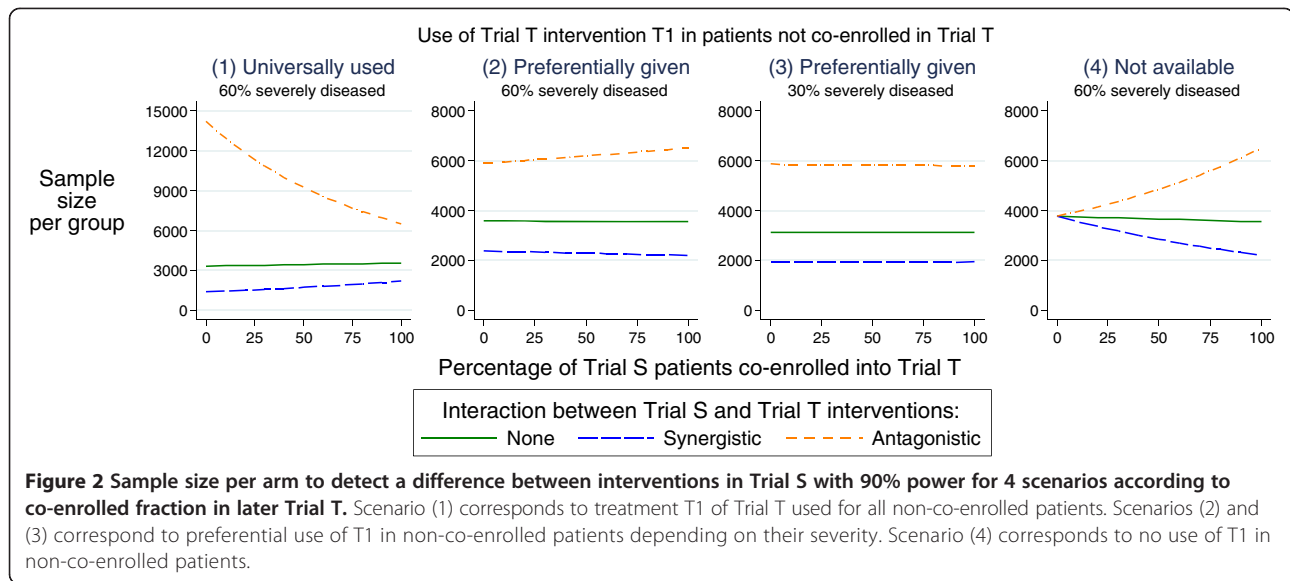 Use of Trial T intervention T1 in patients not co-enrolled in Trial T
(1) Universally used
60% severely diseased
(2) Preferentially given
60% severely diseased
(3) Preferentially given
30% severely diseased
(4) Not available
60% severely diseased
Sample
size
per group
15000
12000
9000
6000
3000
0
0 25 50 75 100
8000
6000
4000
2000
0
0 25 50 75 100
8000
6000
4000
2000
0
0 25 50 75 100
8000
6000
4000
2000
0
0 25 50 75 100
Percentage of Trial S patients co-enrolled into Trial T
Interaction between Trial S and Trial T interventions:
None Synergistic Antagonistic
Figure 2 Sample size per arm to detect a difference between interventions in Trial S with 90% power for 4 scenarios according to
co-enrolled fraction in later Trial T. Scenario (1) corresponds to treatment T1 of Trial T used for all non-co-enrolled patients. Scenarios (2) and
(3) correspond to preferential use of T1 in non-co-enrolled patients depending on their severity. Scenario (4) corresponds to no use of T1 in
non-co-enrolled patients.